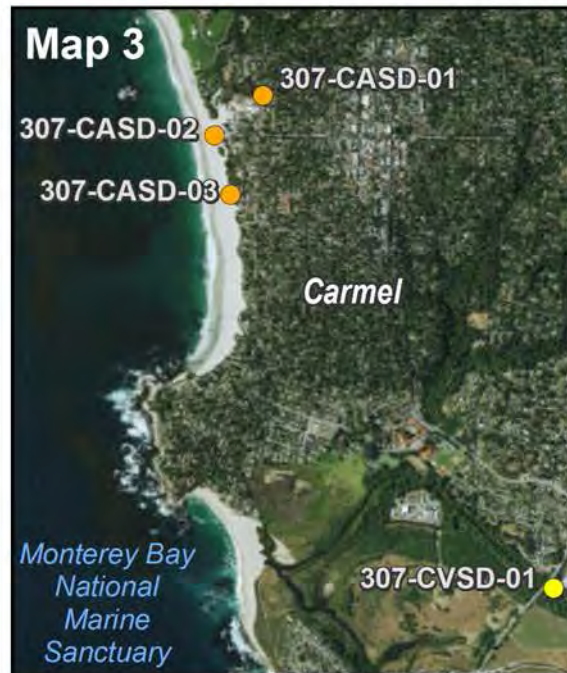 Map 3
307-CASD-01
307-CASD-02
307-CASD-03
Carmel
307-CVSD-01
Monterey Bay
National
Marine
Sanctuary